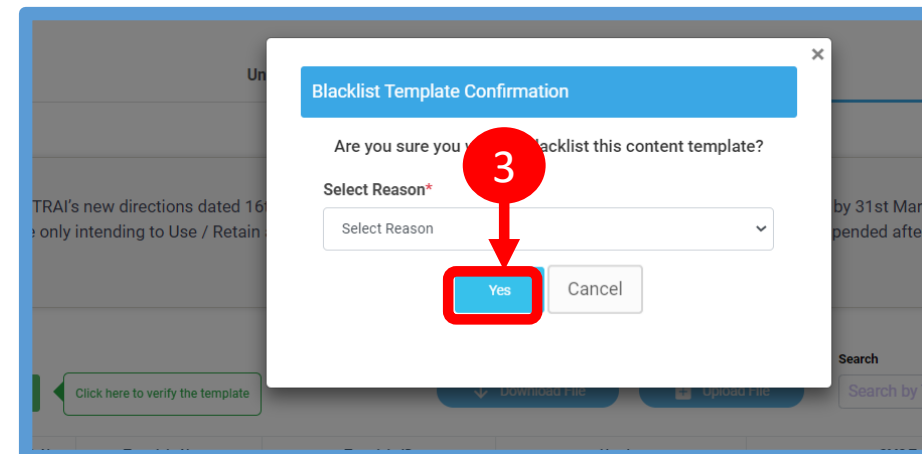 ×
Un
Blacklist Template Confirmation
Are you sure you lacklist this content template?
3
Select Reason*
TRAI's new directions dated 16
by 31st Mar
Select Reason
only intending to Use / Retain
pended afte
Yes
Cancel
Search
Click here to verify the template
Download File
Upload File
Search by